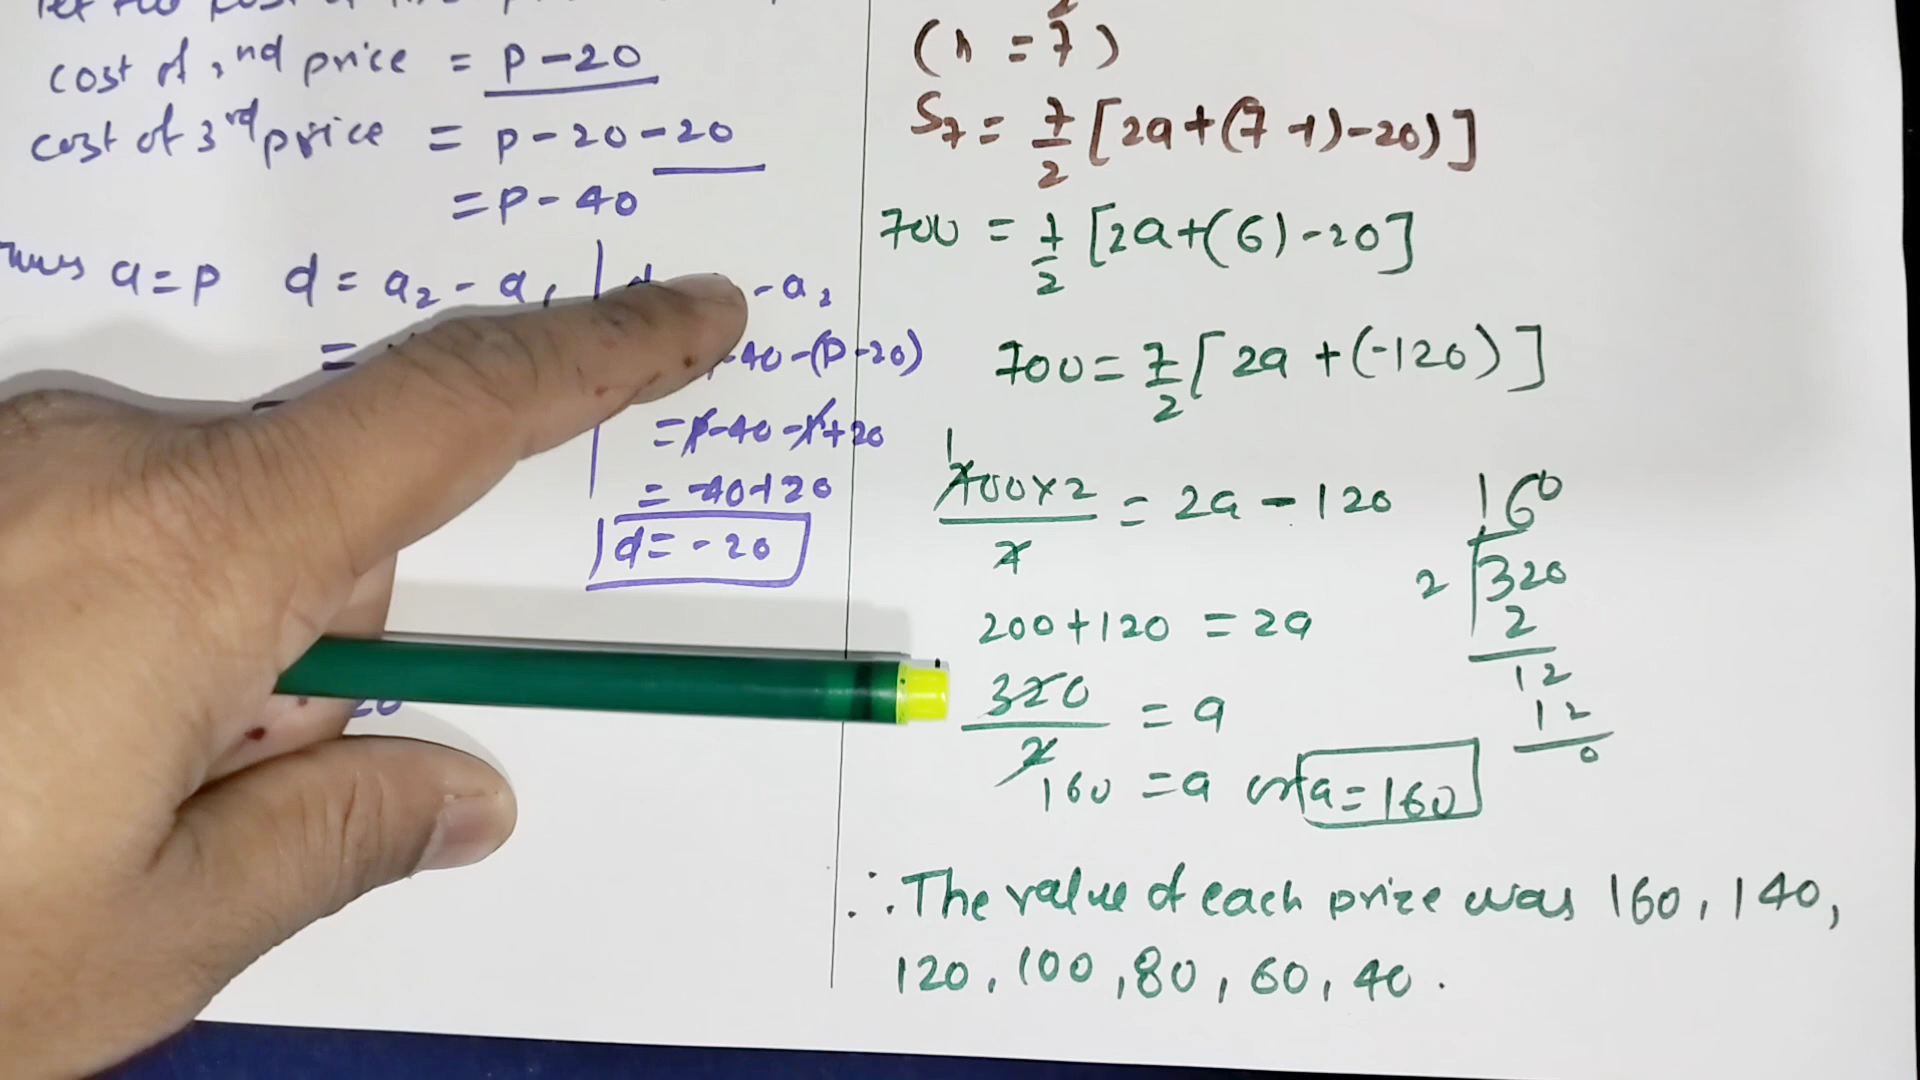 cost of 2nd price = P-20
cost of 3rd price = P-20-20
=P-40
Thus a=P d = a2 - a1
-a2
-40-(P-20)
=P-40-P+20
= -40+20
d= -20
20
(n = 7)
S7 = 7/2 [2a+(7-1)-20)]
700 = 7/2 [2a+(6)-20]
700 = 7/2 [2a+(-120)]
700×2/7 = 2a - 120
1
200+120 = 2a
320/2 = a
160 = a or a=160
160
2 320
2
12
12
0
∴ The value of each prize was 160, 140,
120, 100, 80, 60, 40.